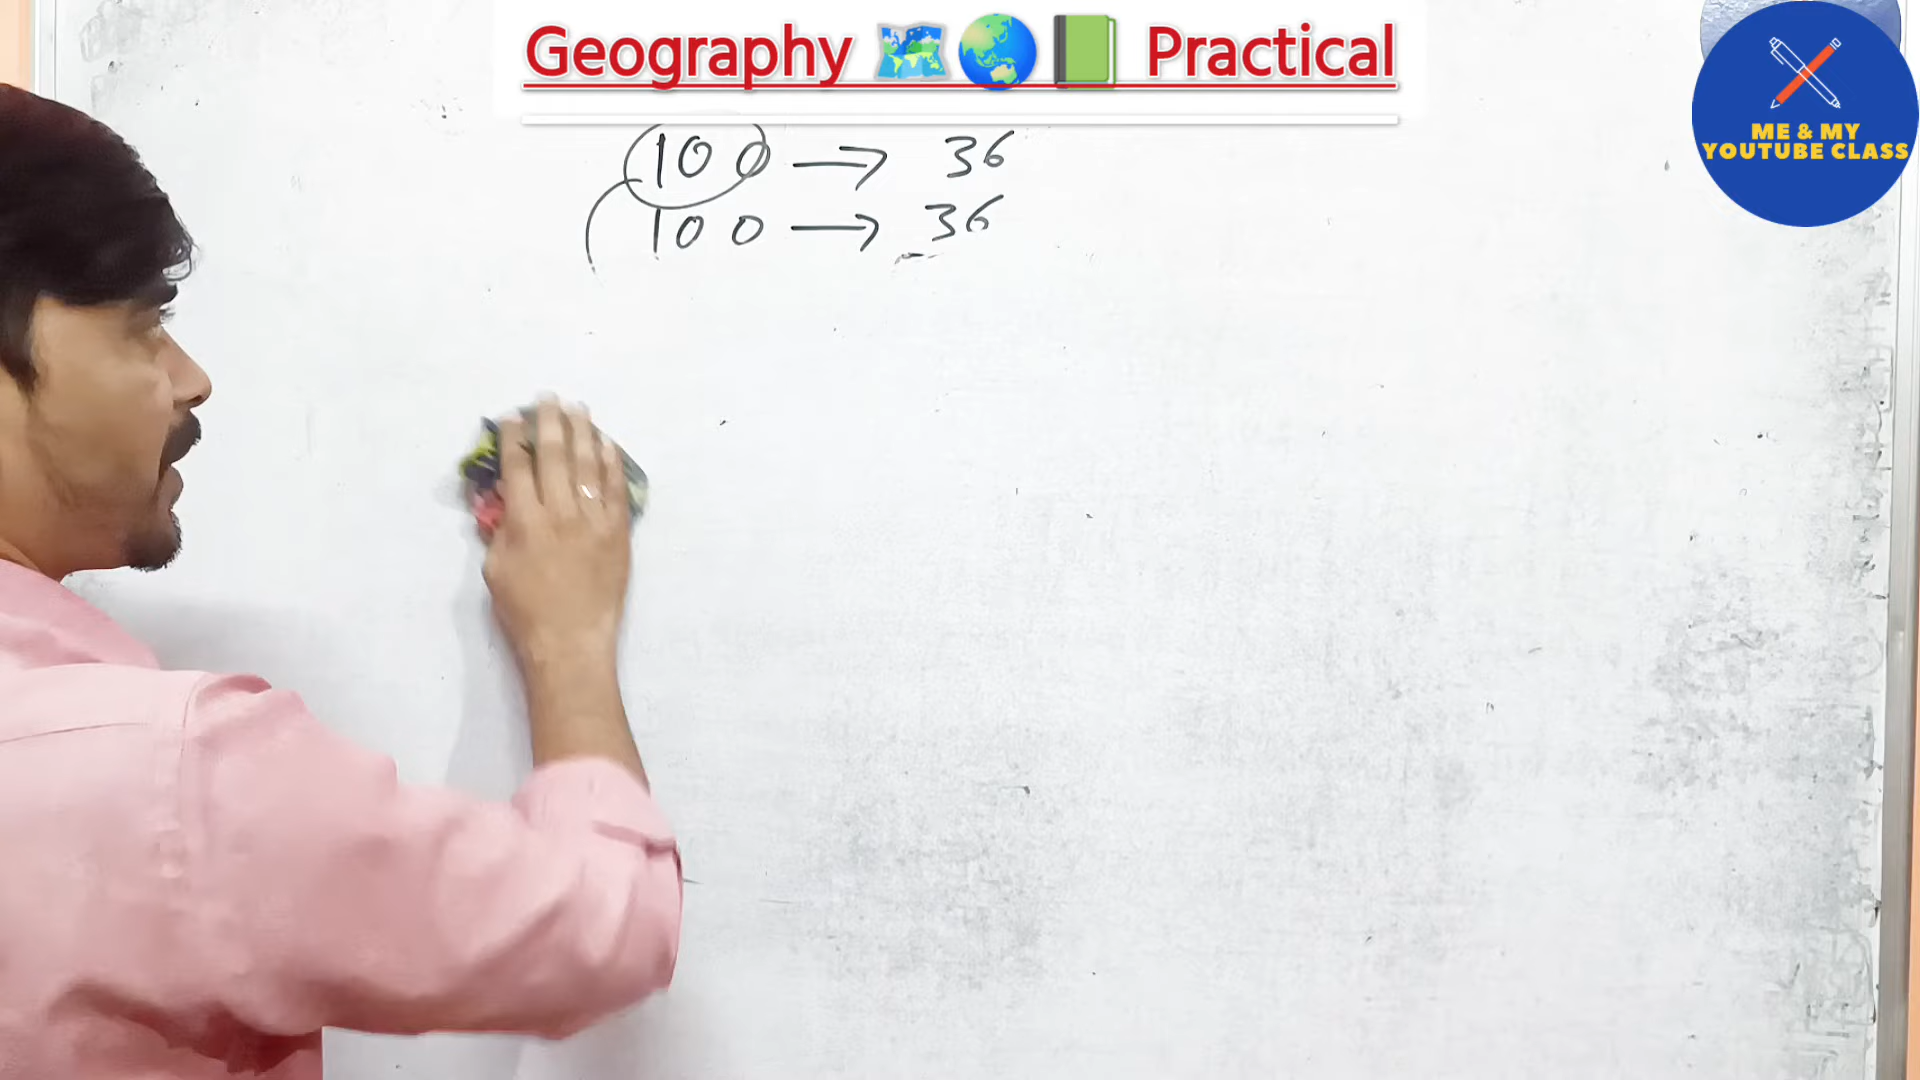 Geography 🗺️🌏📗 Practical
100 → 36
100 → 36
ME & MY
YOUTUBE CLASS